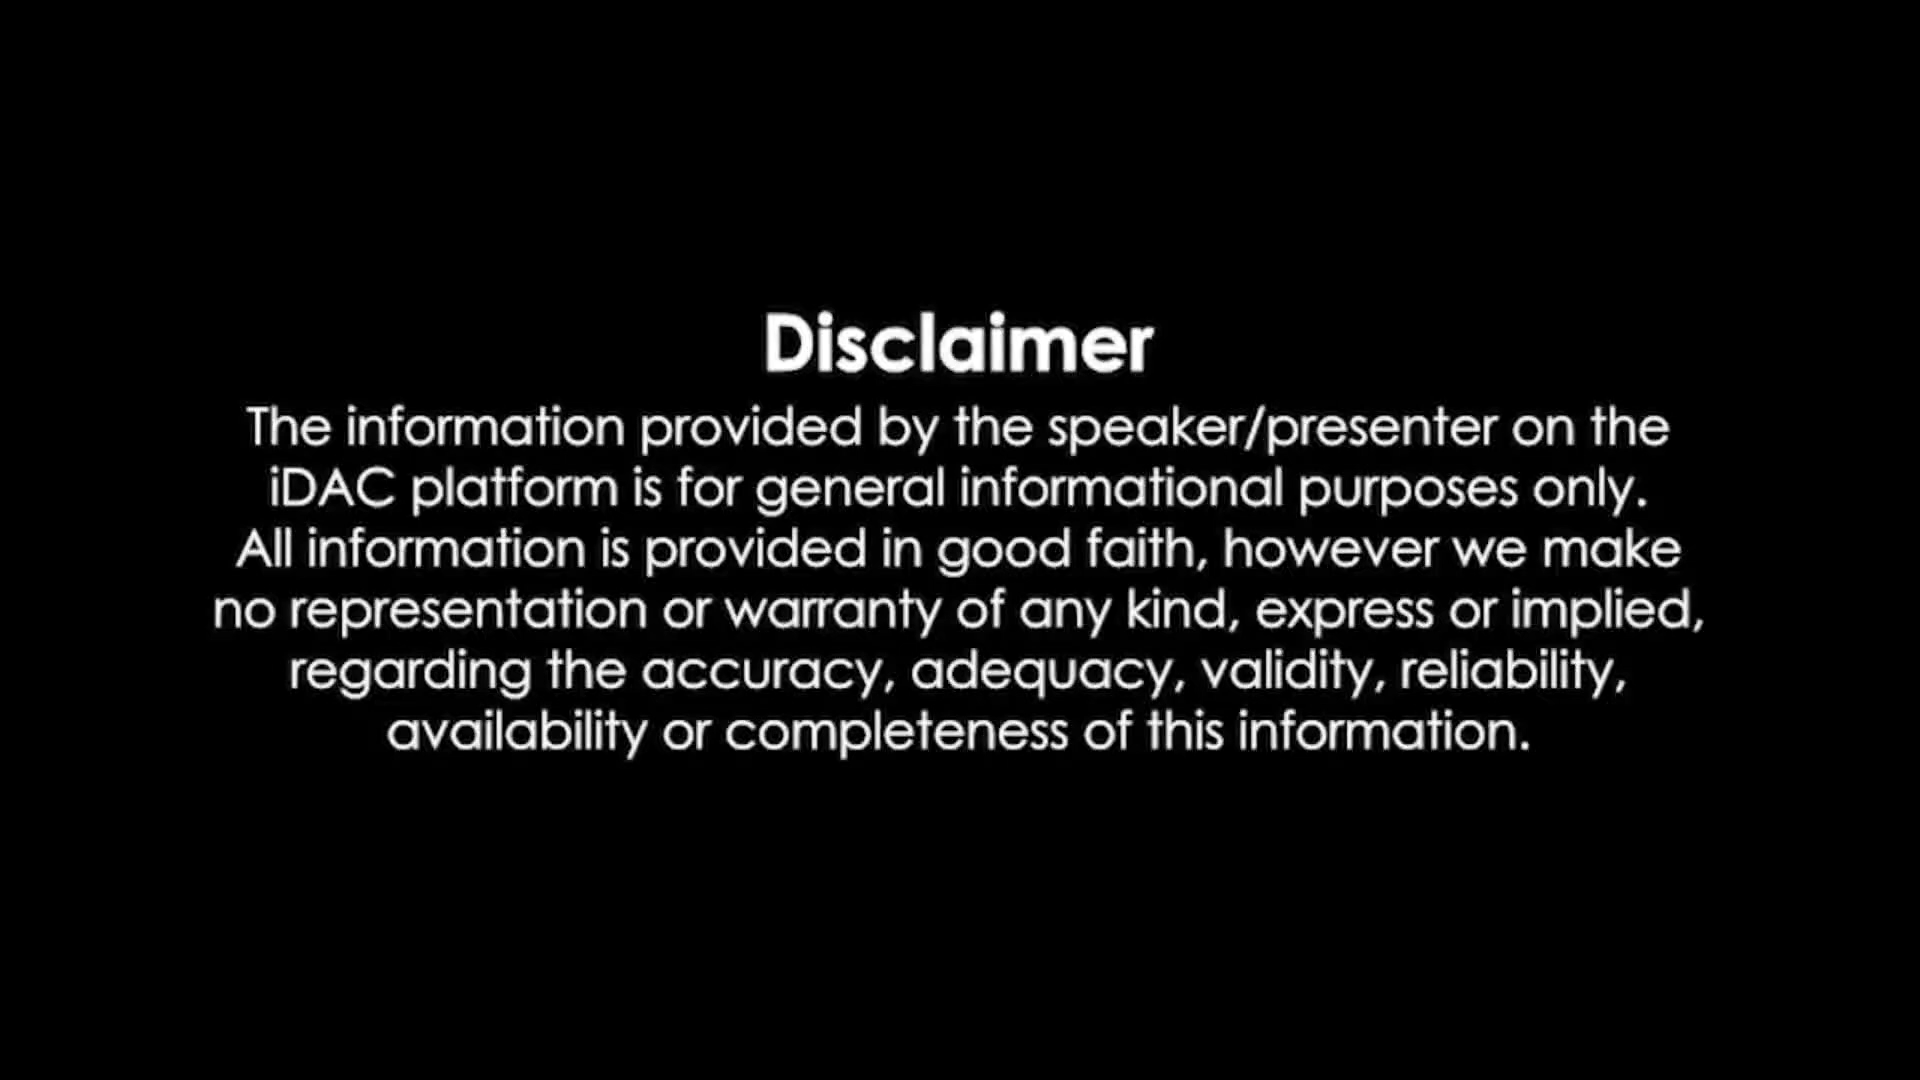 Disclaimer
The information provided by the speaker/presenter on the
iDAC platform is for general informational purposes only.
All information is provided in good faith, however we make
no representation or warranty of any kind, express or implied,
regarding the accuracy, adequacy, validity, reliability,
availability or completeness of this information.